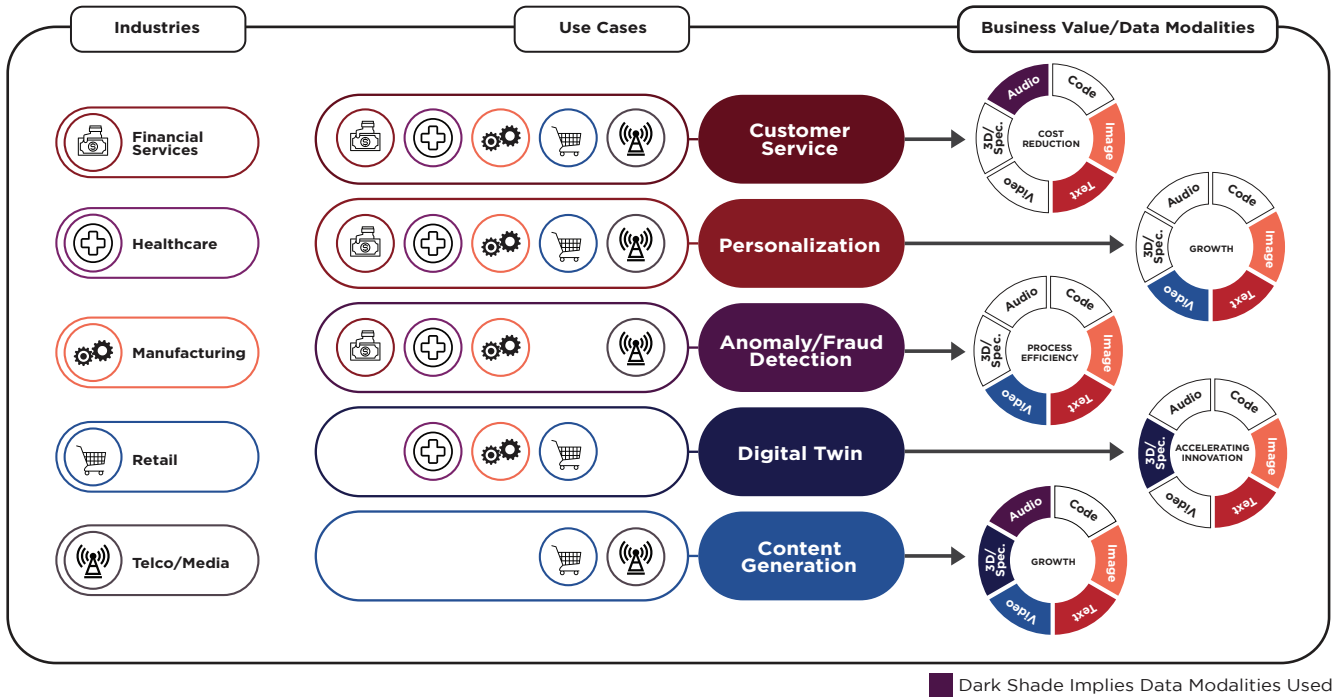 Industries
Use Cases
Business Value/Data Modalities
Financial
Services
Customer
Service
Audio
Code
Image
Text
Video
3D/
Spec.
COST
REDUCTION
Healthcare
Personalization
Audio
Code
Image
Text
Video
3D/
Spec.
GROWTH
Manufacturing
Anomaly/Fraud
Detection
Audio
Code
Image
Text
Video
3D/
Spec.
PROCESS
EFFICIENCY
Retail
Digital Twin
Audio
Code
Image
Text
Video
3D/
Spec.
ACCELERATING
INNOVATION
Telco/Media
Content
Generation
Audio
Code
Image
Text
Video
3D/
Spec.
GROWTH
Dark Shade Implies Data Modalities Used